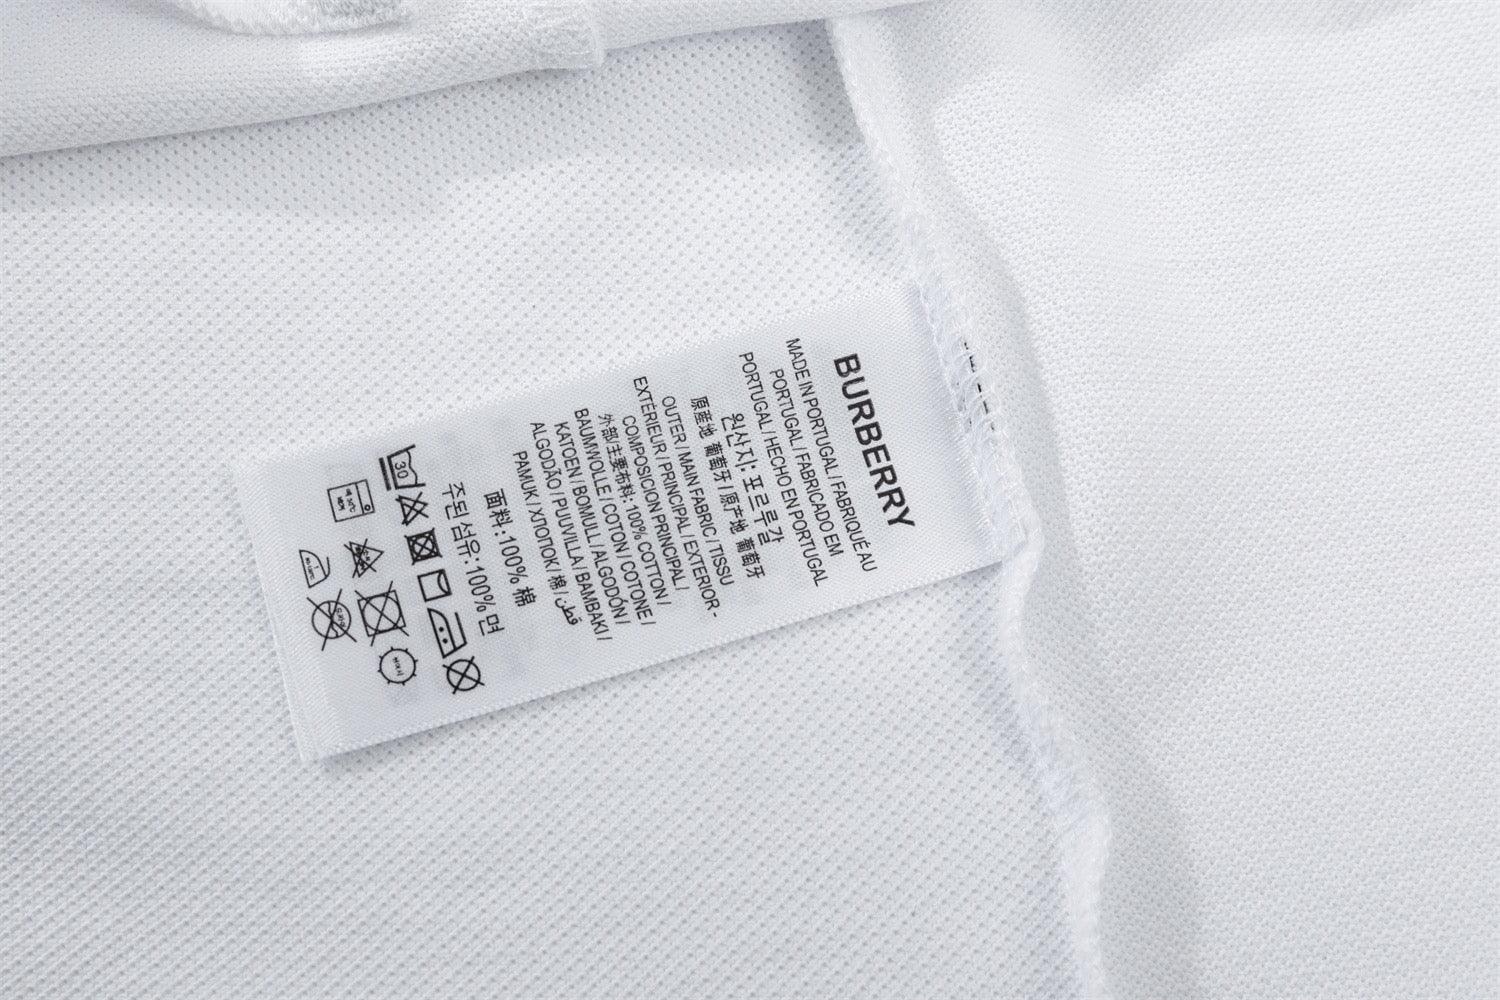 BURBERRY
MADE IN PORTUGAL / FABRIQUÉ AU
PORTUGAL / FABRICADO EM
PORTUGAL / HECHO EN PORTUGAL
원산지: 포르투갈
原産地 葡萄牙 / 原产地 葡萄牙
OUTER / MAIN FABRIC / TISSU
EXTÉRIEUR / PRINCIPAL / EXTERIOR -
COMPOSICION PRINCIPAL /
外部/主要布料: 100% COTTON /
BAUMWOLLE / COTON / COTONE /
KATOEN / BOMULL / ALGODÓN /
ALGODÃO / PUUVILLA / BAMBAKI /
PAMUK / ХΠΟΠΟΙΚ / 棉 / قطن
面料:100% 棉
주된 섬유:100% 면
30